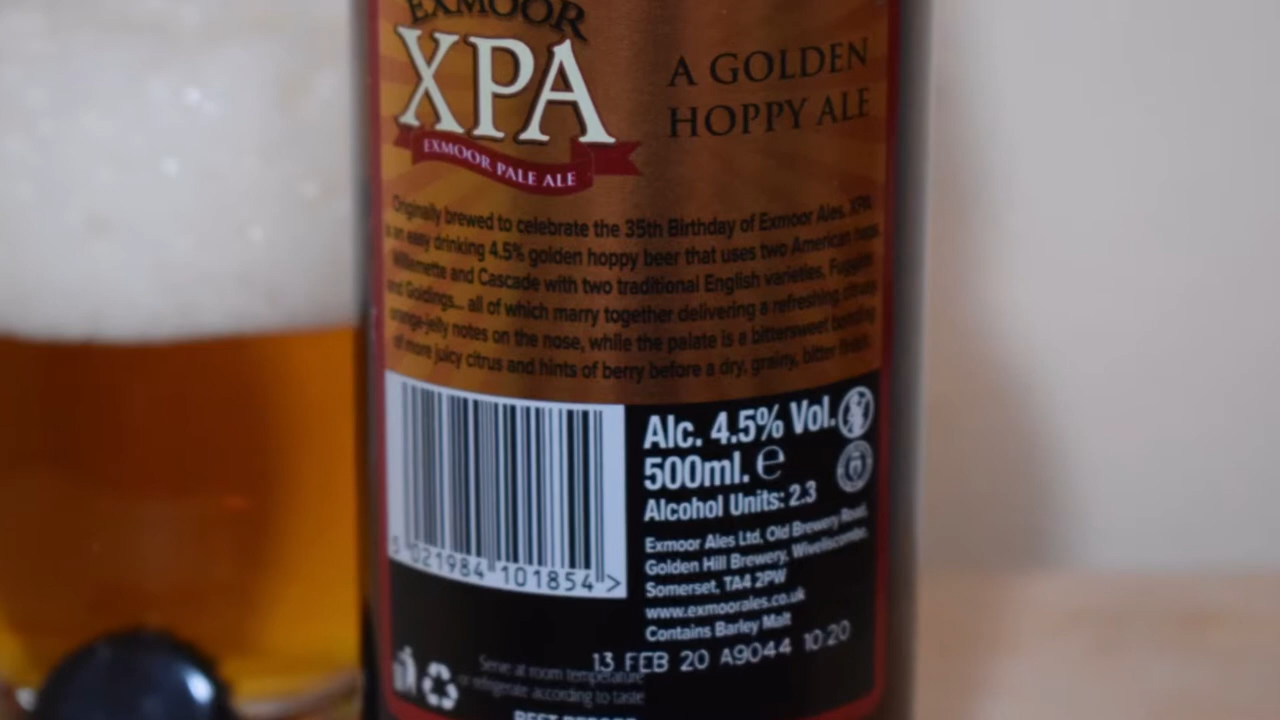 EXMOOR
XPA
EXMOOR PALE ALE
A GOLDEN
HOPPY ALE
Originally brewed to celebrate the 35th Birthday of Exmoor Ales. XPA
is an easy drinking 4.5% golden hoppy beer that uses two American hops
Willamette and Cascade with two traditional English varieties, Fuggles
and Goldings... all of which marry together delivering a refreshing citrusy
orange-jelly notes on the nose, while the palate is a bittersweet
of more juicy citrus and hints of berry before a dry, grainy, bitter finish.
5 021984 101854 >
Alc. 4.5% Vol.
500ml. e
Alcohol Units: 2.3
Exmoor Ales Ltd, Old Brewery Road,
Golden Hill Brewery, Wiveliscombe,
Somerset, TA4 2PW
www.exmoorales.co.uk
Contains Barley Malt
13 FEB 20 A9044 10:20
Serve at room temperature
or refrigerate according to taste
BEST BEFORE